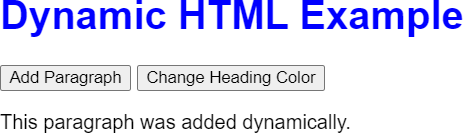 Dynamic HTML Example
Add Paragraph Change Heading Color
This paragraph was added dynamically.